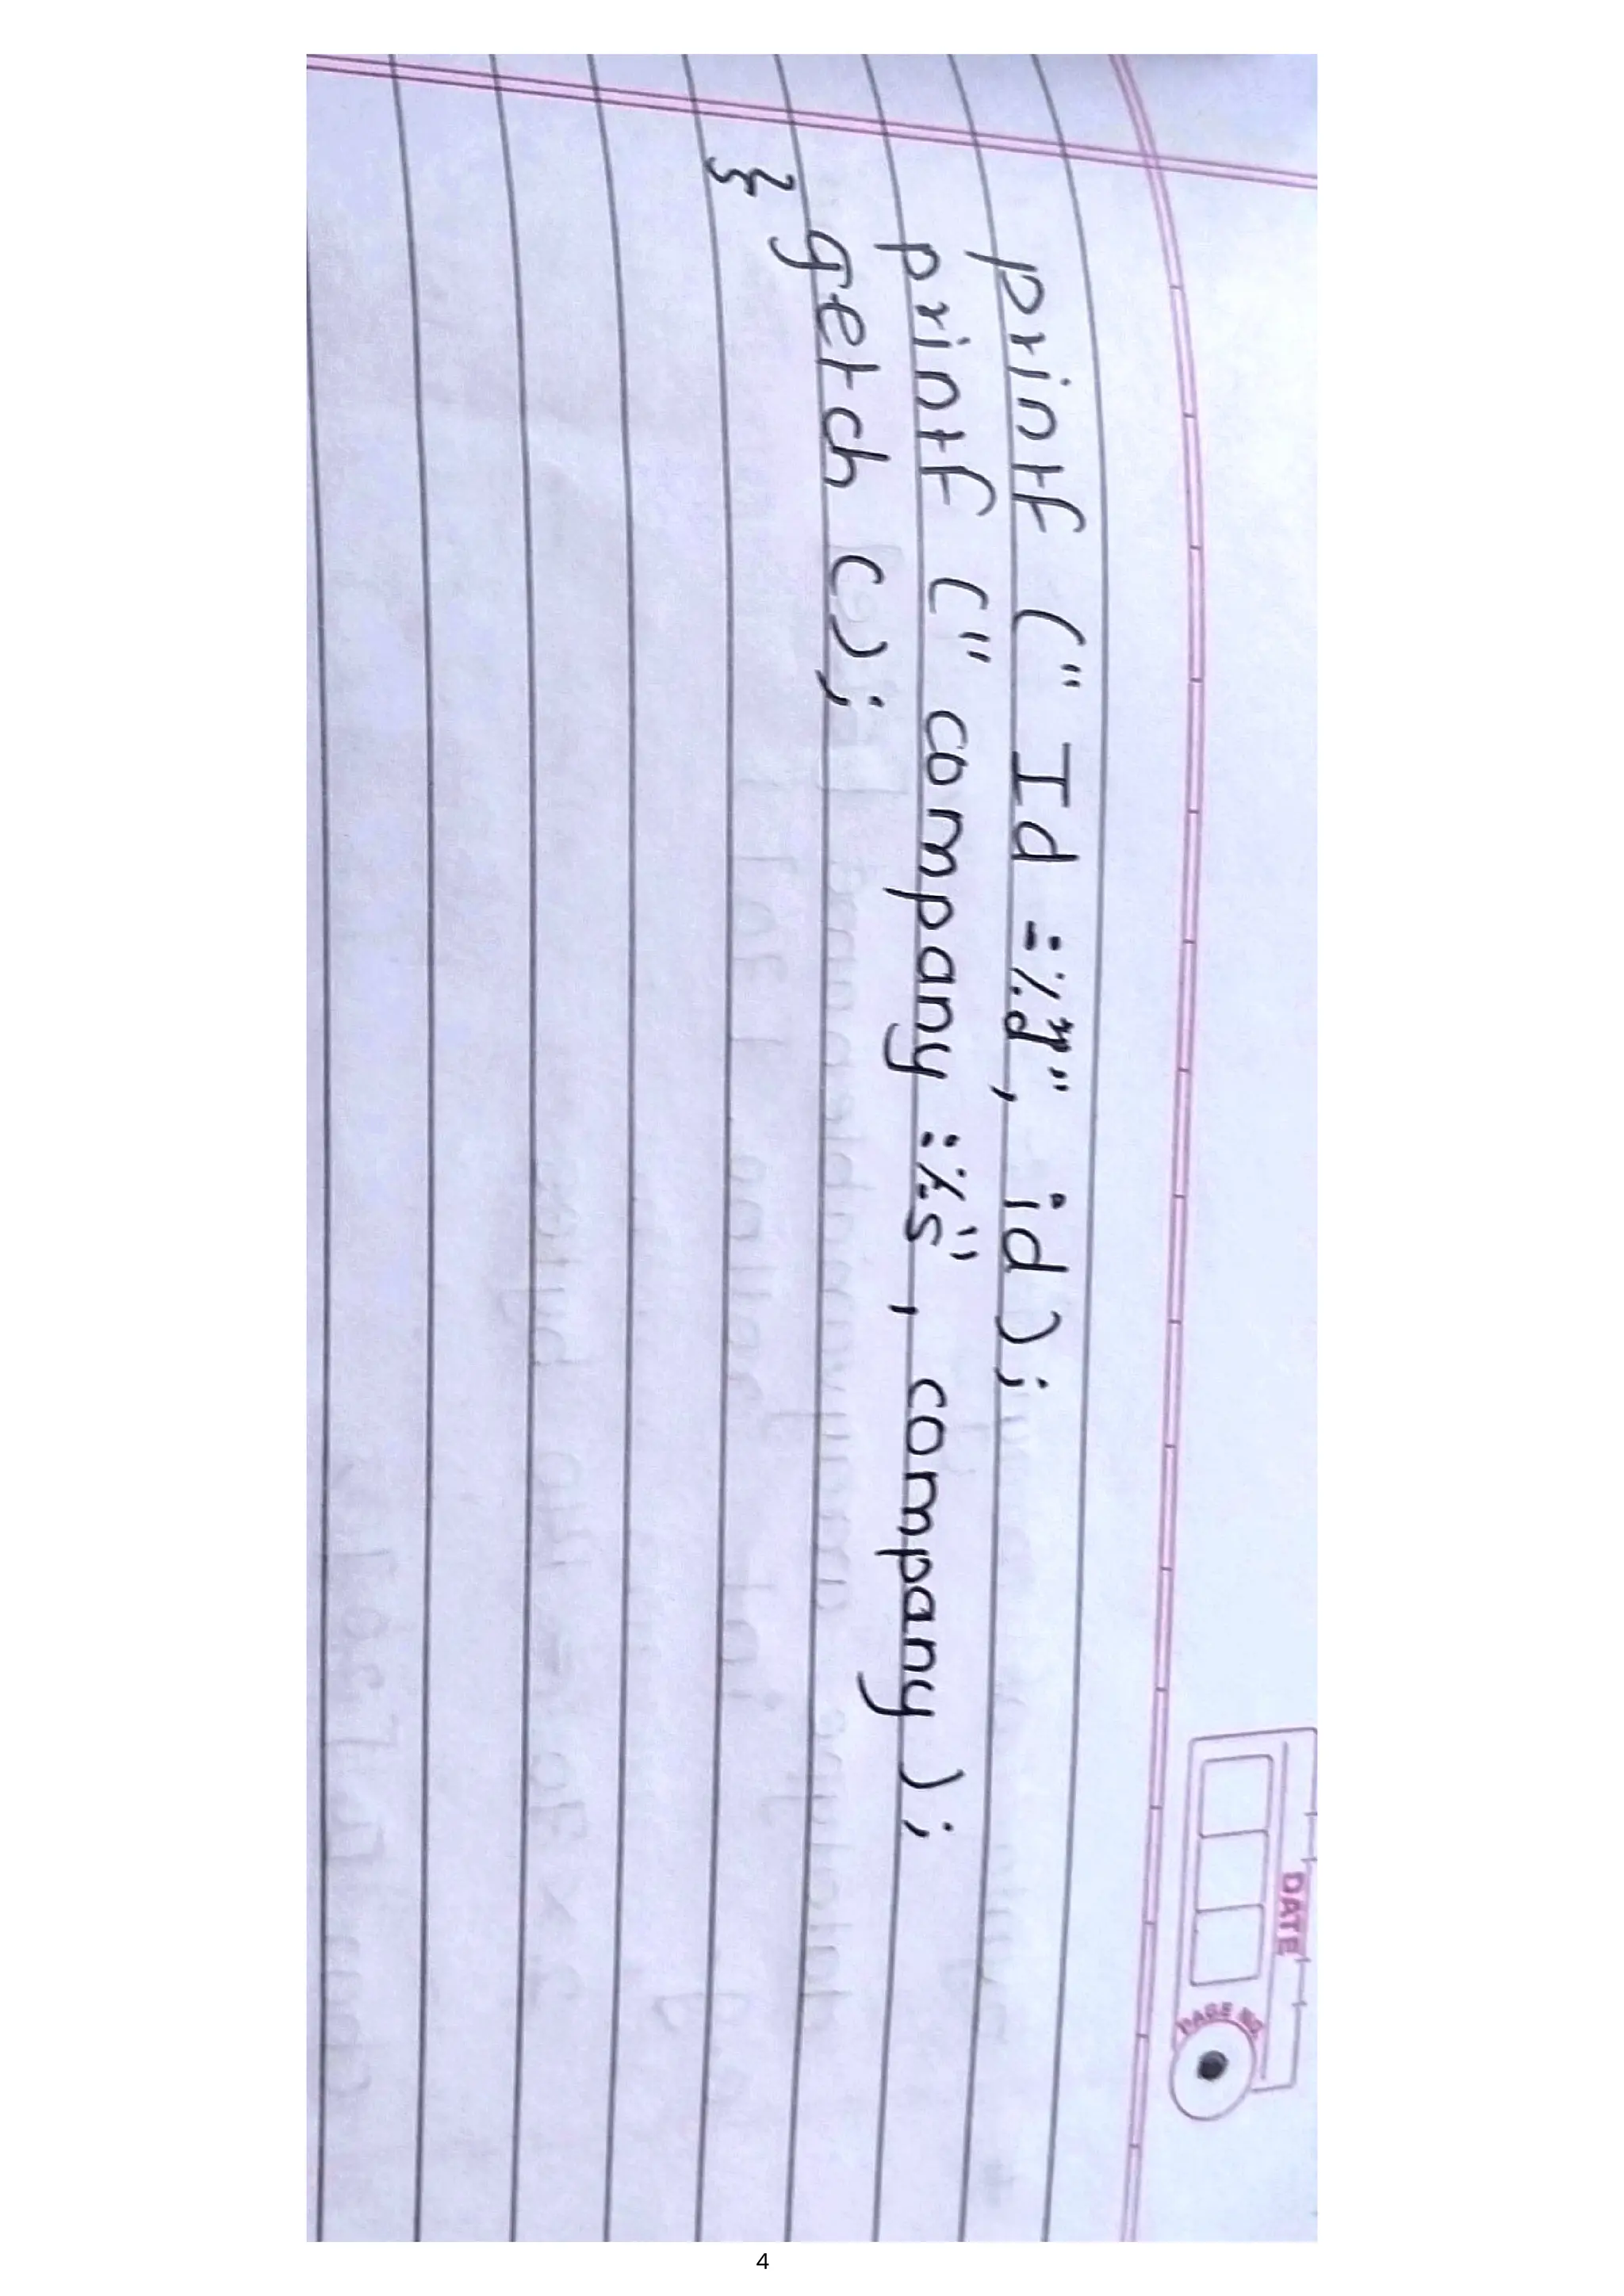 DATE
PAGE NO.
printf (" Id :%d", id);
printf (" company :%s", company);
getch ();
}
4